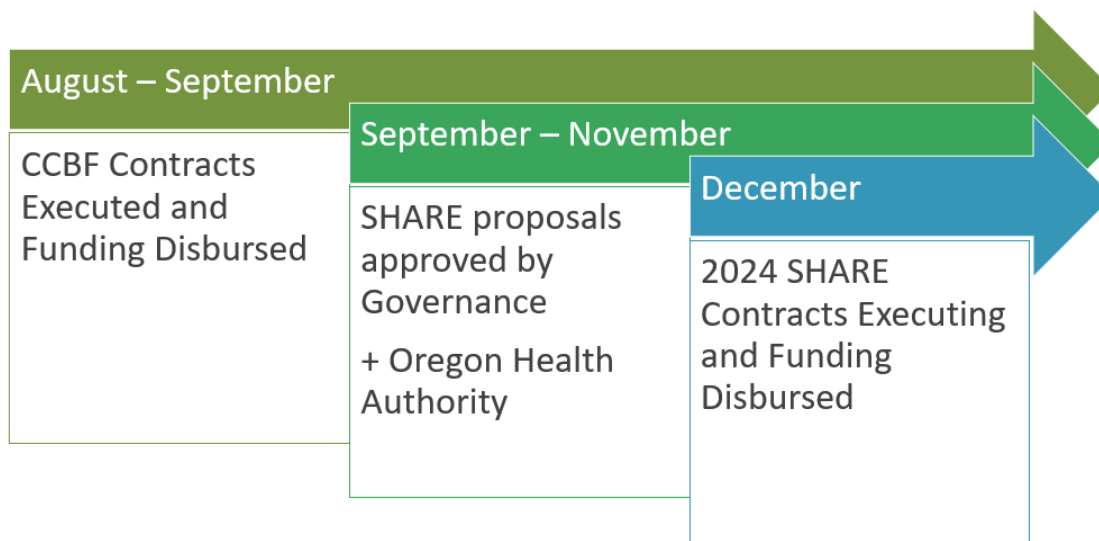 August – September
CCBF Contracts
Executed and
Funding Disbursed
September – November
SHARE proposals
approved by
Governance
+ Oregon Health
Authority
December
2024 SHARE
Contracts Executing
and Funding
Disbursed